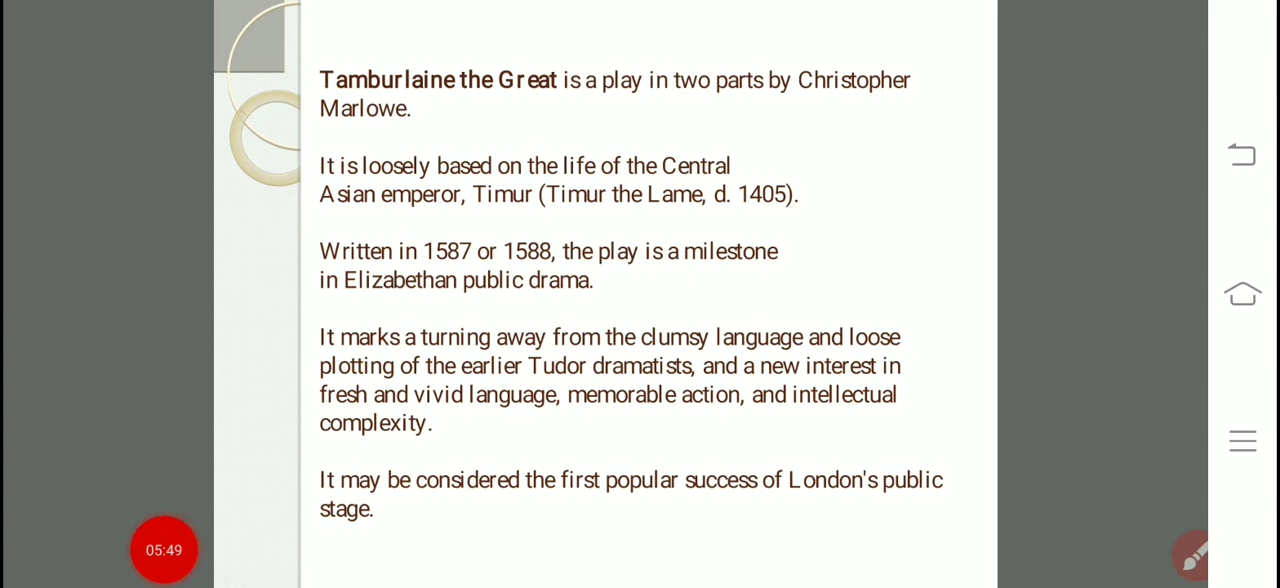 Tamburlaine the Great is a play in two parts by Christopher
Marlowe.
It is loosely based on the life of the Central
Asian emperor, Timur (Timur the Lame, d. 1405).
Written in 1587 or 1588, the play is a milestone
in Elizabethan public drama.
It marks a turning away from the clumsy language and loose
plotting of the earlier Tudor dramatists, and a new interest in
fresh and vivid language, memorable action, and intellectual
complexity.
It may be considered the first popular success of London's public
stage.
05:49